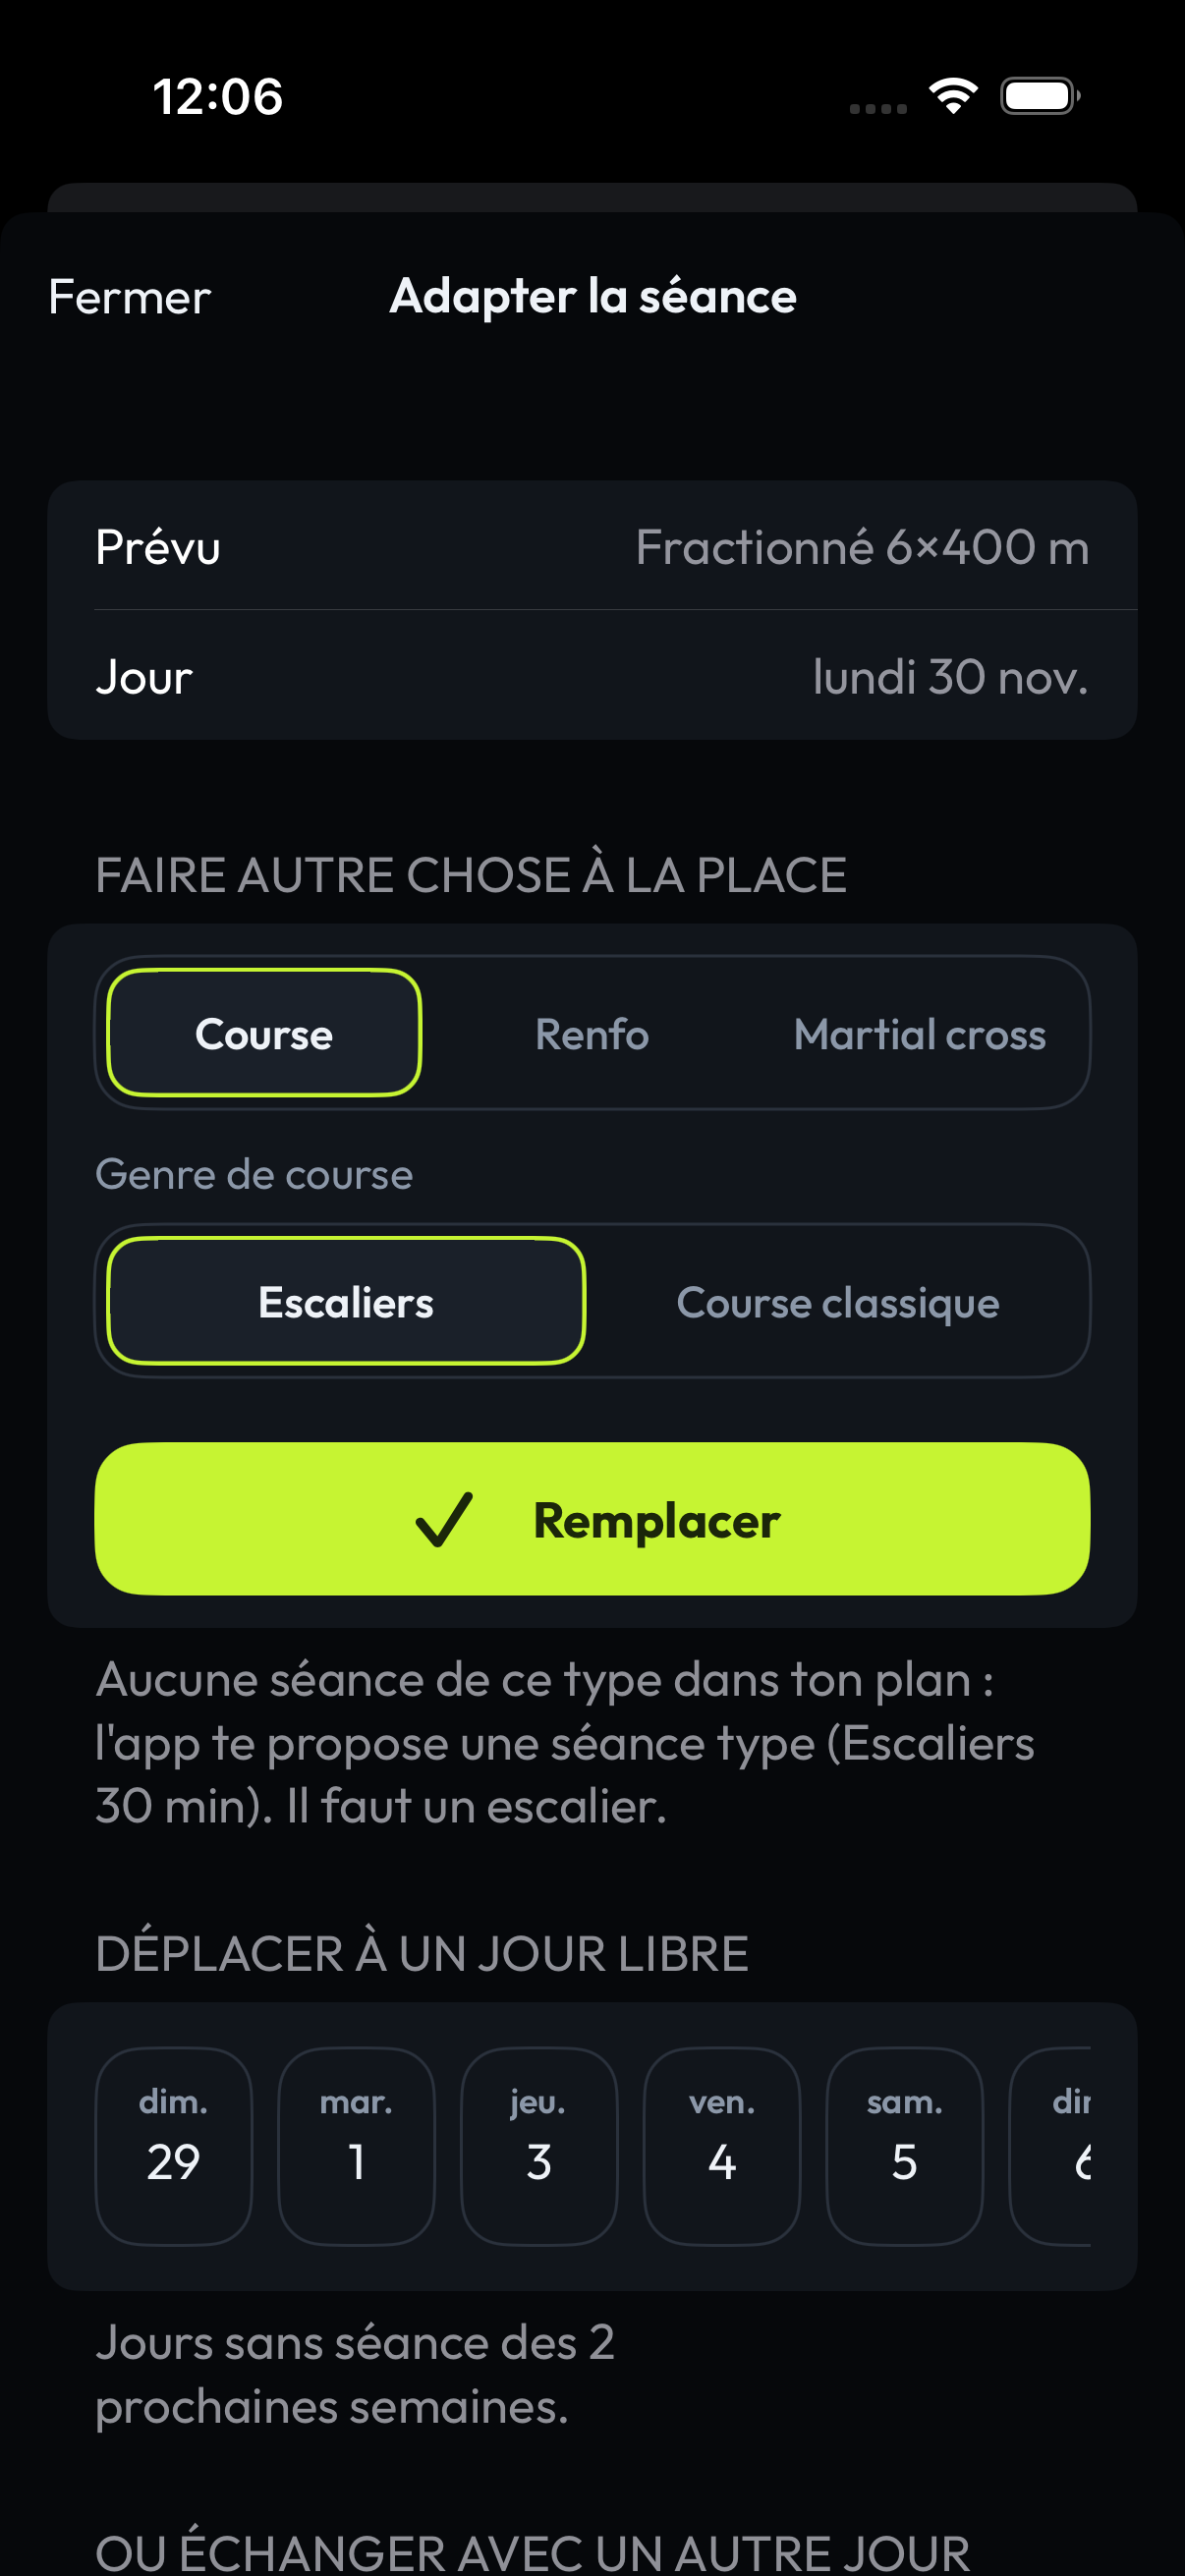 12:06
Fermer
Adapter la séance
Prévu
Fractionné 6×400 m
Jour
lundi 30 nov.
FAIRE AUTRE CHOSE À LA PLACE
Course
Renfo
Martial cross
Genre de course
Escaliers
Course classique
Remplacer
Aucune séance de ce type dans ton plan :
l'app te propose une séance type (Escaliers
30 min). Il faut un escalier.
DÉPLACER À UN JOUR LIBRE
dim.
29
mar.
1
jeu.
3
ven.
4
sam.
5
Jours sans séance des 2
prochaines semaines.
OU ÉCHANGER AVEC UN AUTRE JOUR